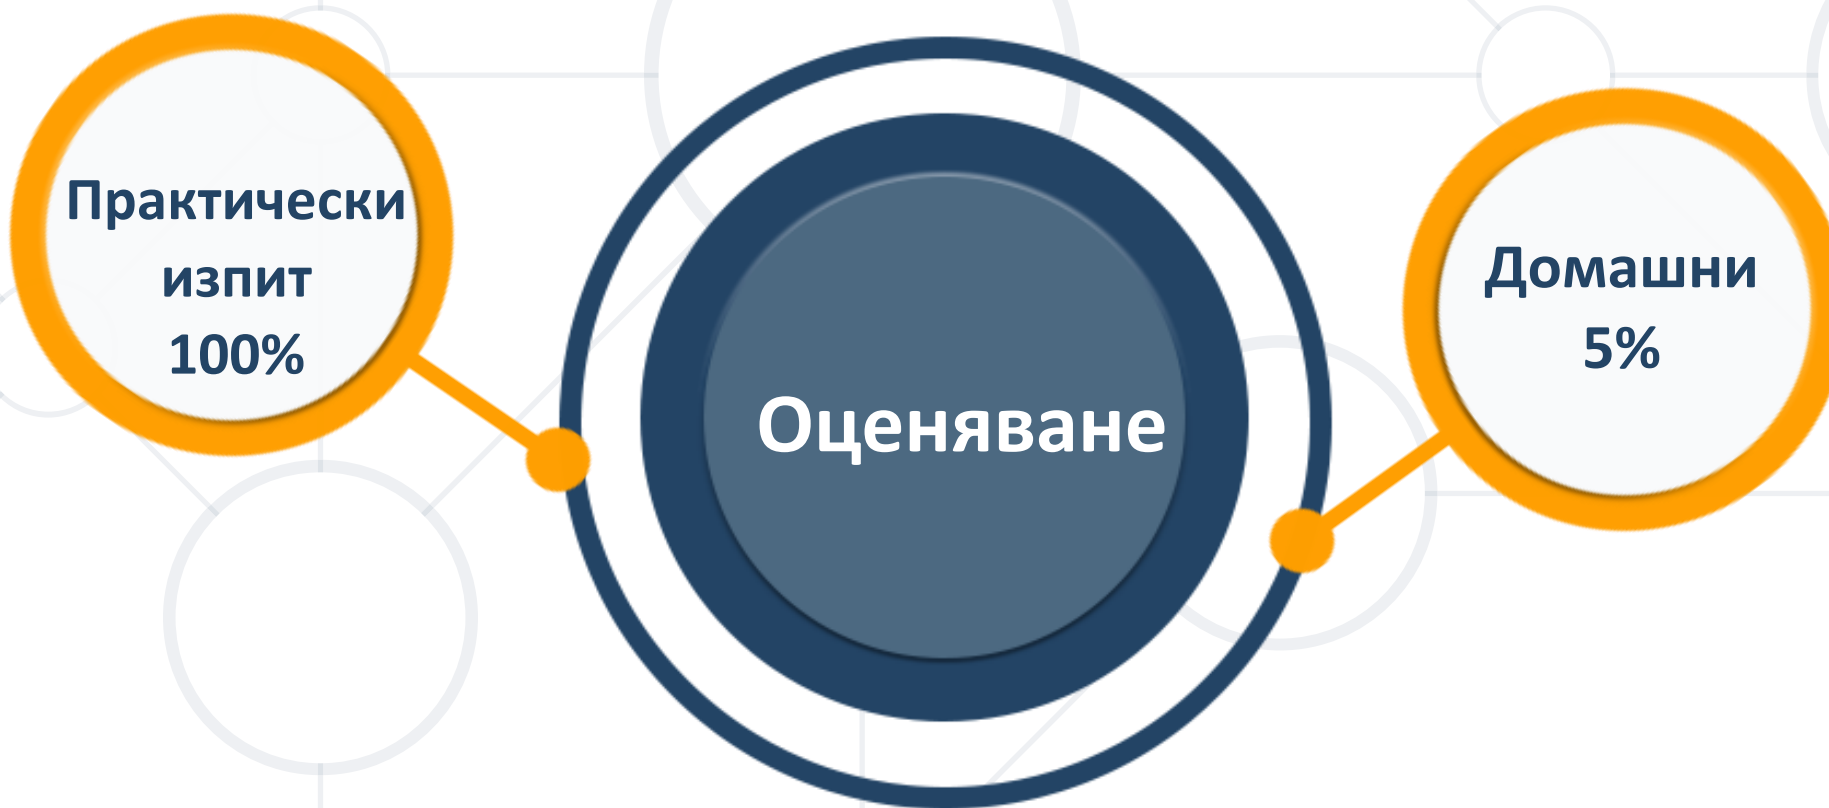 Практически
изпит
100%
Оценяване
Домашни
5%